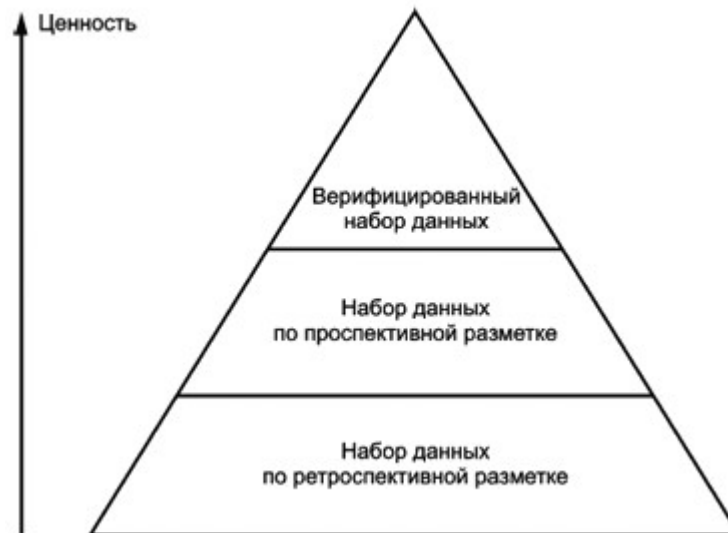 Ценность
Верифицированный
набор данных
Набор данных
по проспективной разметке
Набор данных
по ретроспективной разметке